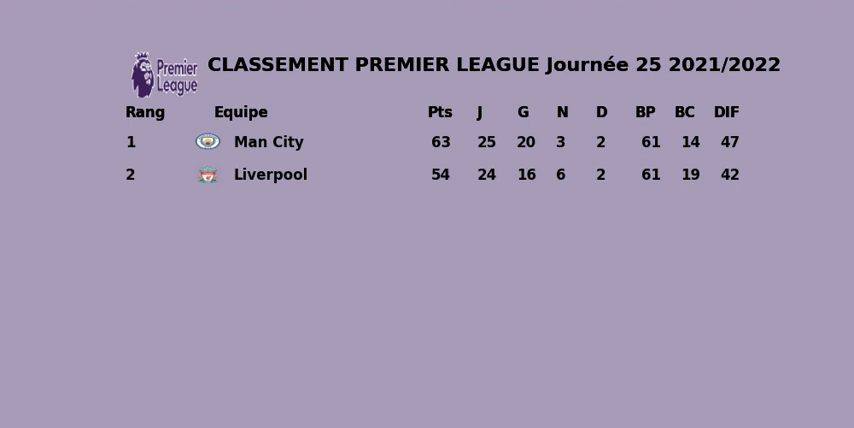 Premier League
CLASSEMENT PREMIER LEAGUE Journée 25 2021/2022
Rang Equipe Pts J G N D BP BC DIF
1 Man City 63 25 20 3 2 61 14 47
2 Liverpool 54 24 16 6 2 61 19 42